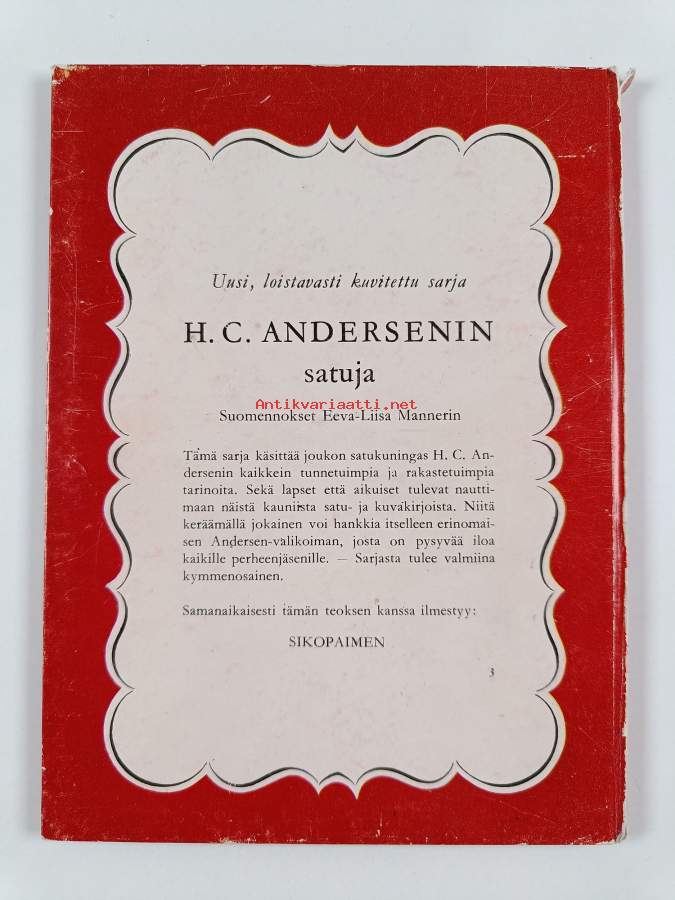 Uusi, loistavasti kuvitettu sarja
H. C. ANDERSENIN
satuja
Antikvariaatti.net
Suomennokset Eeva-Liisa Mannerin
Tämä sarja käsittää joukon satukuningas H. C. An-
dersenin kaikkein tunnetuimpia ja rakastetuimpia
tarinoita. Sekä lapset että aikuiset tulevat nautti-
maan näistä kauniista satu- ja kuvakirjoista. Niitä
keräämällä jokainen voi hankkia itselleen erinomai-
sen Andersen-valikoiman, josta on pysyvää iloa
kaikille perheenjäsenille. — Sarjasta tulee valmiina
kymmenosainen.
Samanaikaisesti tämän teoksen kanssa ilmestyy:
SIKOPAIMEN
3